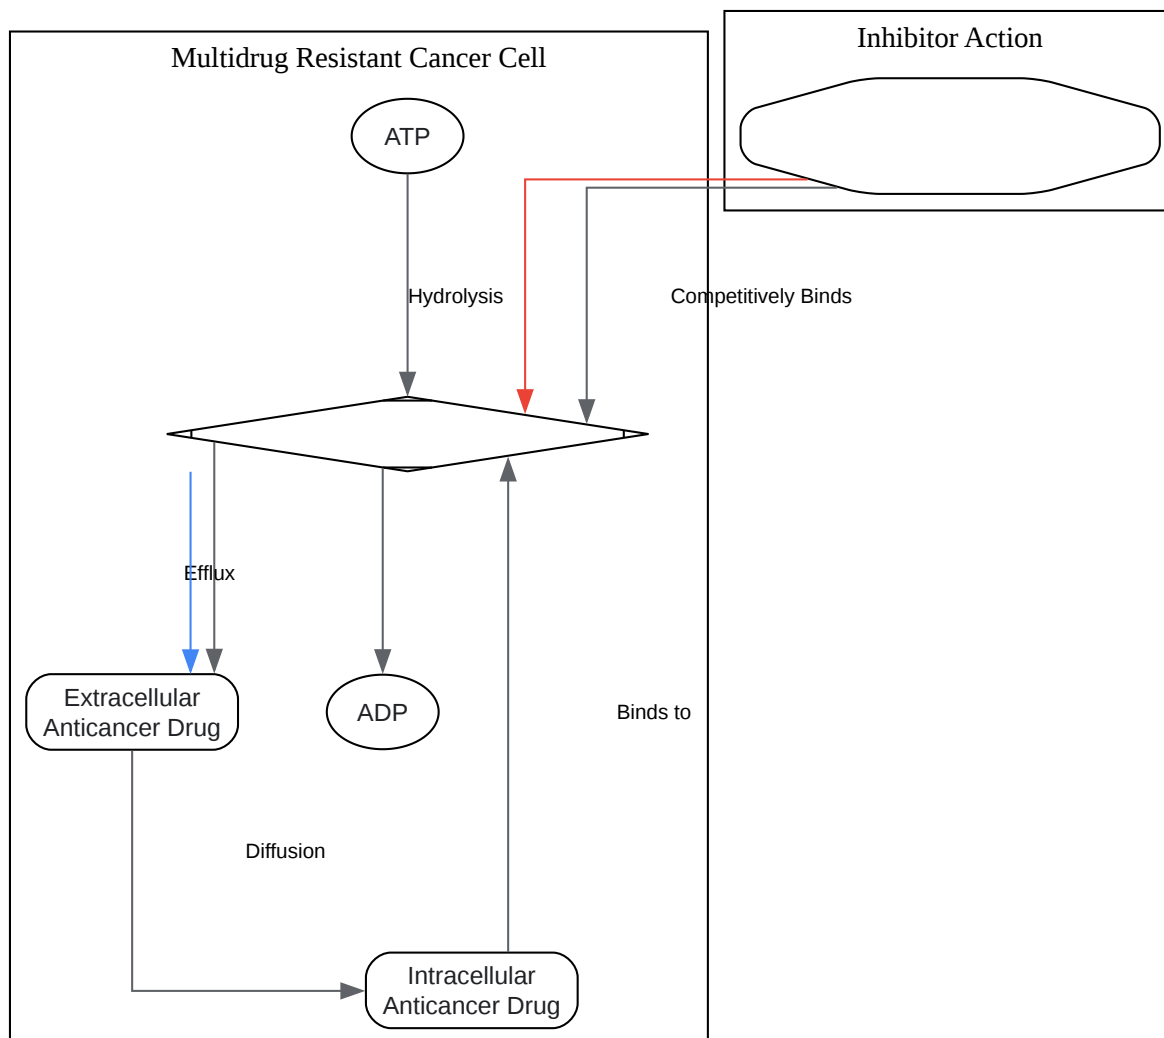 Inhibitor Action
Multidrug Resistant Cancer Cell
ATP
Hydrolysis
Competitively Binds
Efflux
Extracellular
Anticancer Drug
ADP
Binds to
Diffusion
Intracellular
Anticancer Drug